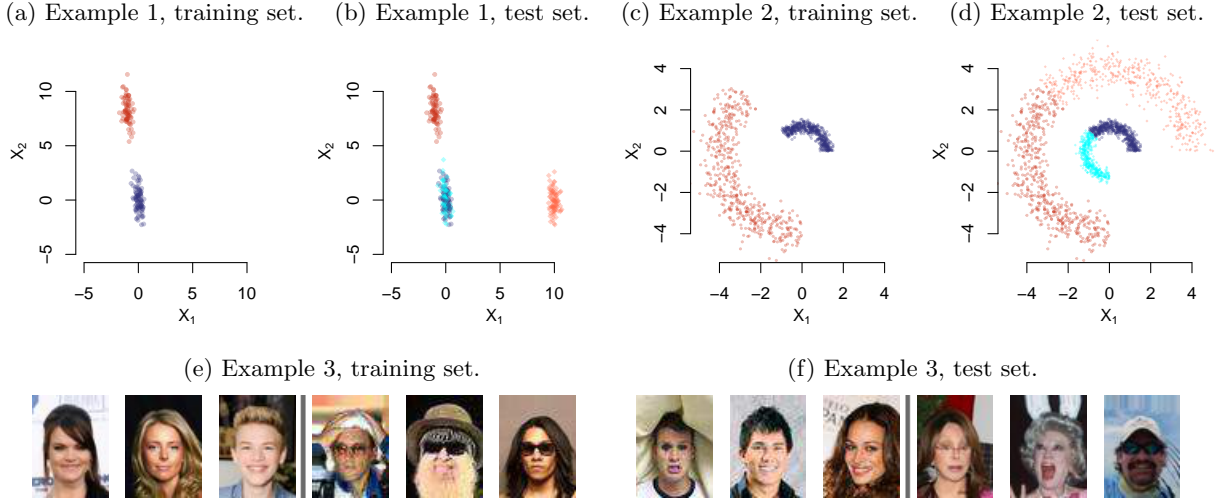 (a) Example 1, training set.
(b) Example 1, test set.
(c) Example 2, training set.
(d) Example 2, test set.
X₂
10
5
0
−5
−5 0 5 10
X₁
X₂
10
5
0
−5
−5 0 5 10
X₁
X₂
4
2
0
−2
−4
−4 −2 0 2 4
X₁
X₂
4
2
0
−2
−4
−4 −2 0 2 4
X₁
(e) Example 3, training set.
(f) Example 3, test set.